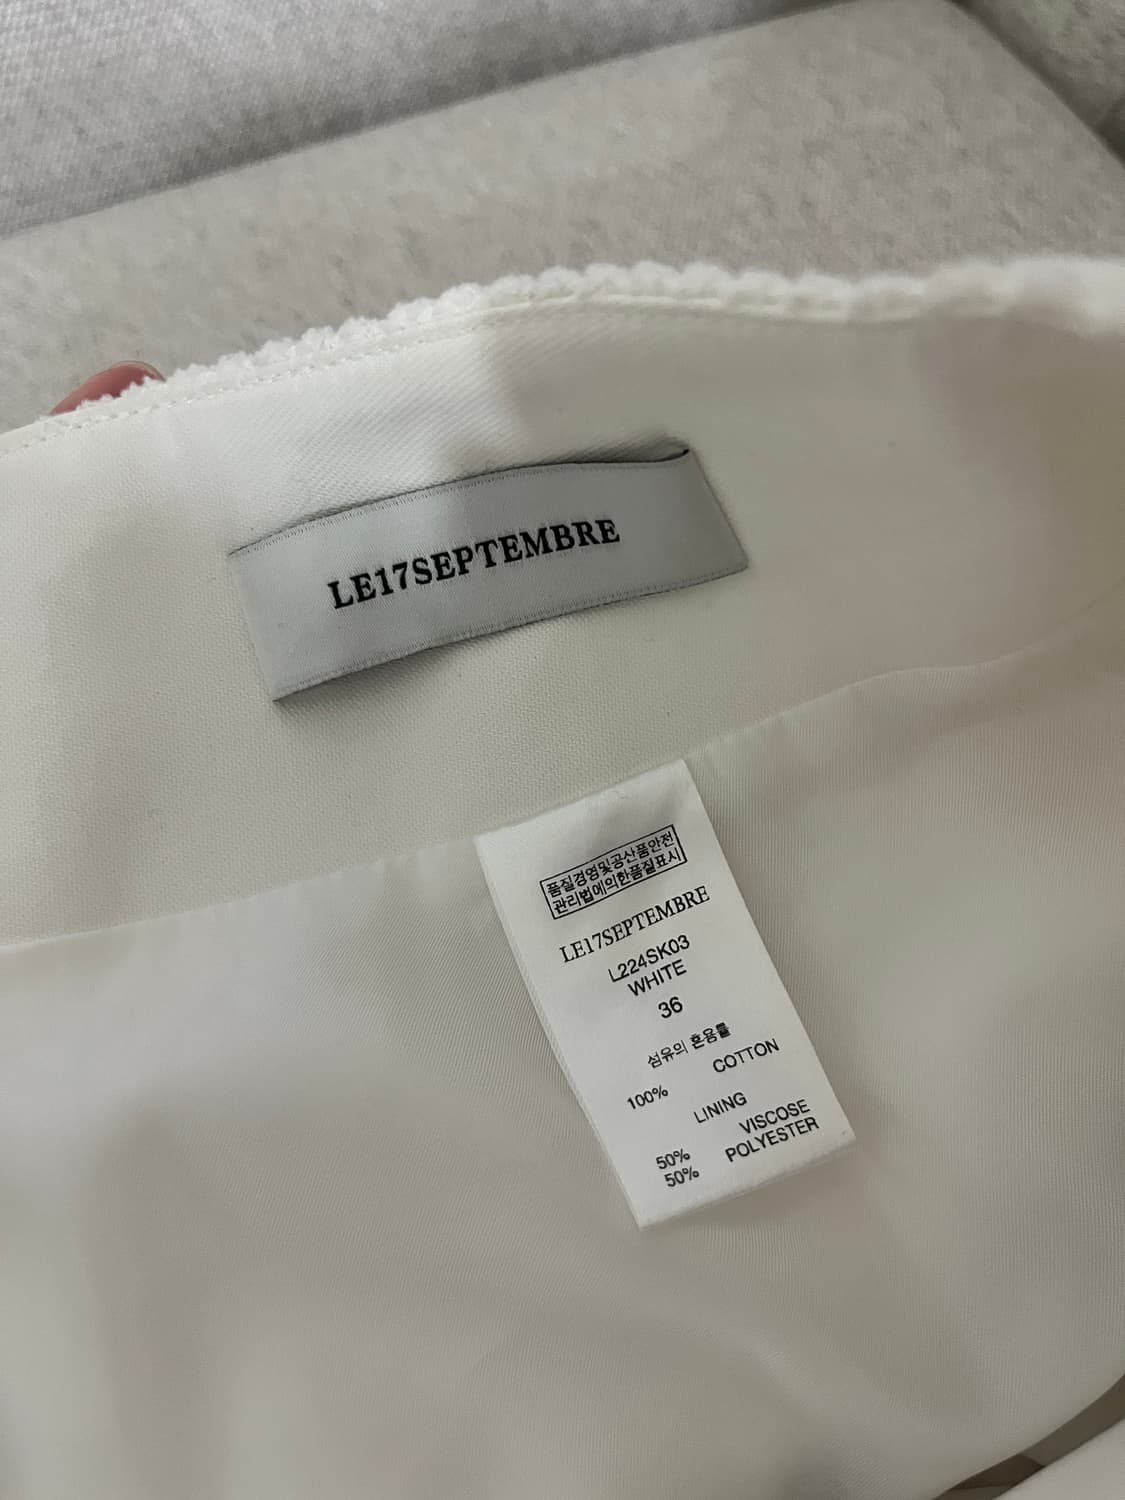 LE17SEPTEMBRE
품질경영및공산품안전
관리법에의한품질표시
LE17SEPTEMBRE
L224SK03
WHITE
36
섬유의 혼용률
COTTON
100%
LINING
VISCOSE
50% POLYESTER
50%